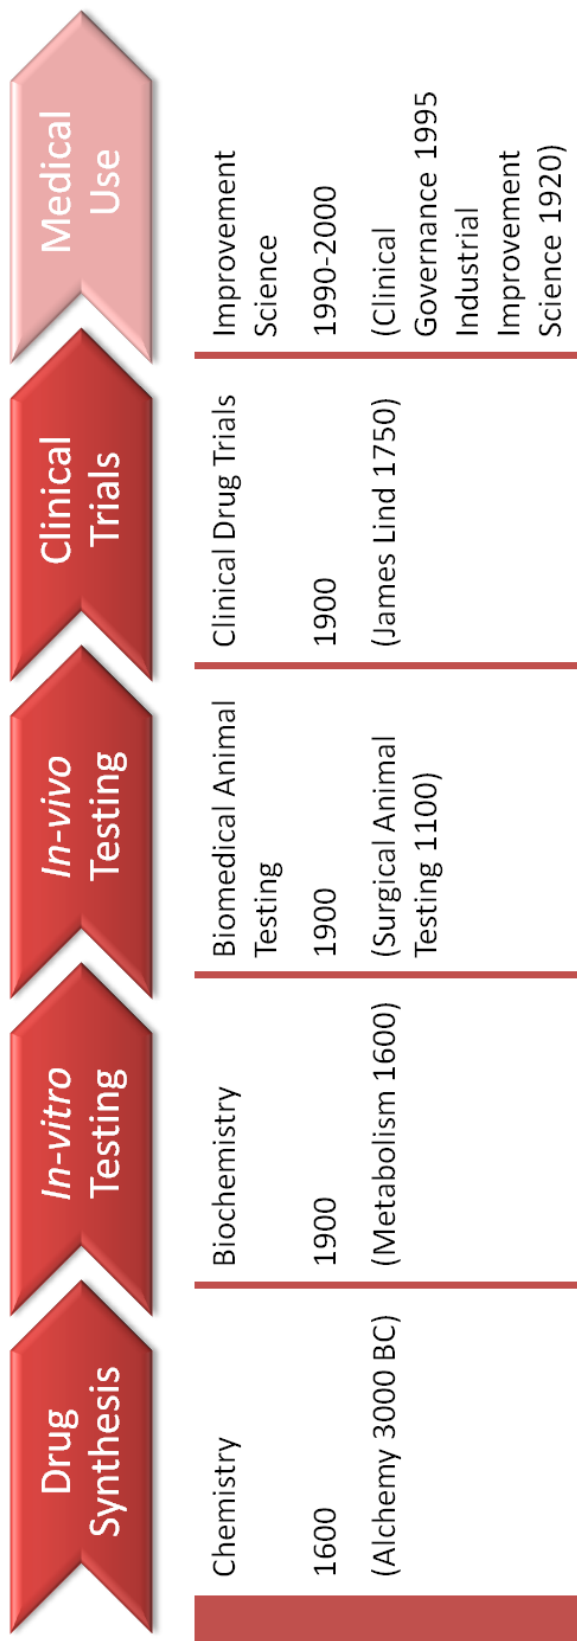 Drug
Synthesis
In-vitro
Testing
In-vivo
Testing
Clinical
Trials
Medical
Use
Chemistry
1600
(Alchemy 3000 BC)
Biochemistry
1900
(Metabolism 1600)
Biomedical Animal
Testing
1900
(Surgical Animal
Testing 1100)
Clinical Drug Trials
1900
(James Lind 1750)
Improvement
Science
1990-2000
(Clinical
Governance 1995
Industrial
Improvement
Science 1920)